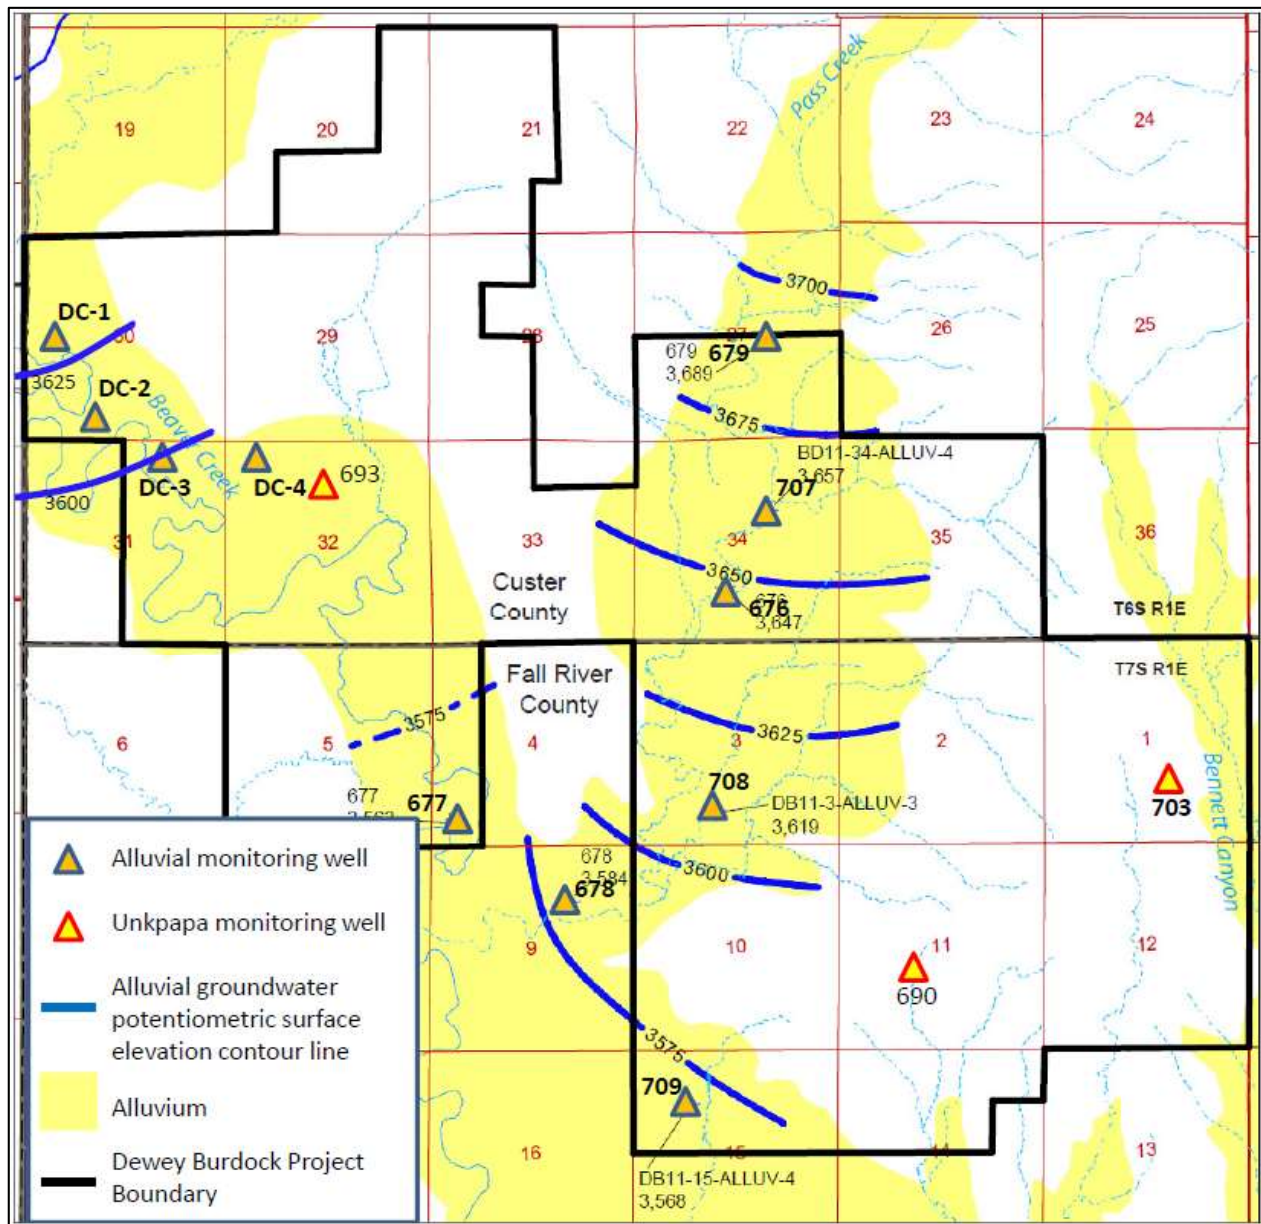 Pass Creek
19
20
21
22
23
24
3700
DC-1
30
29
28
27
26
25
679
679
3,689
3625
DC-2
3675
Beaver Creek
BD11-34-ALLUV-4
3,657
693
707
3600
DC-3
DC-4
31
32
33
34
35
36
3650
Custer
County
676
3,647
T6S R1E
Fall River
County
T7S R1E
3575
6
5
4
3
2
1
3625
Bennett Canyon
677
677
708
DB11-3-ALLUV-3
3,619
703
678
3,584
678
3600
9
10
11
12
690
3575
709
16
15
14
13
DB11-15-ALLUV-4
3,568
Alluvial monitoring well
Unkpapa monitoring well
Alluvial groundwater
potentiometric surface
elevation contour line
Alluvium
Dewey Burdock Project
Boundary